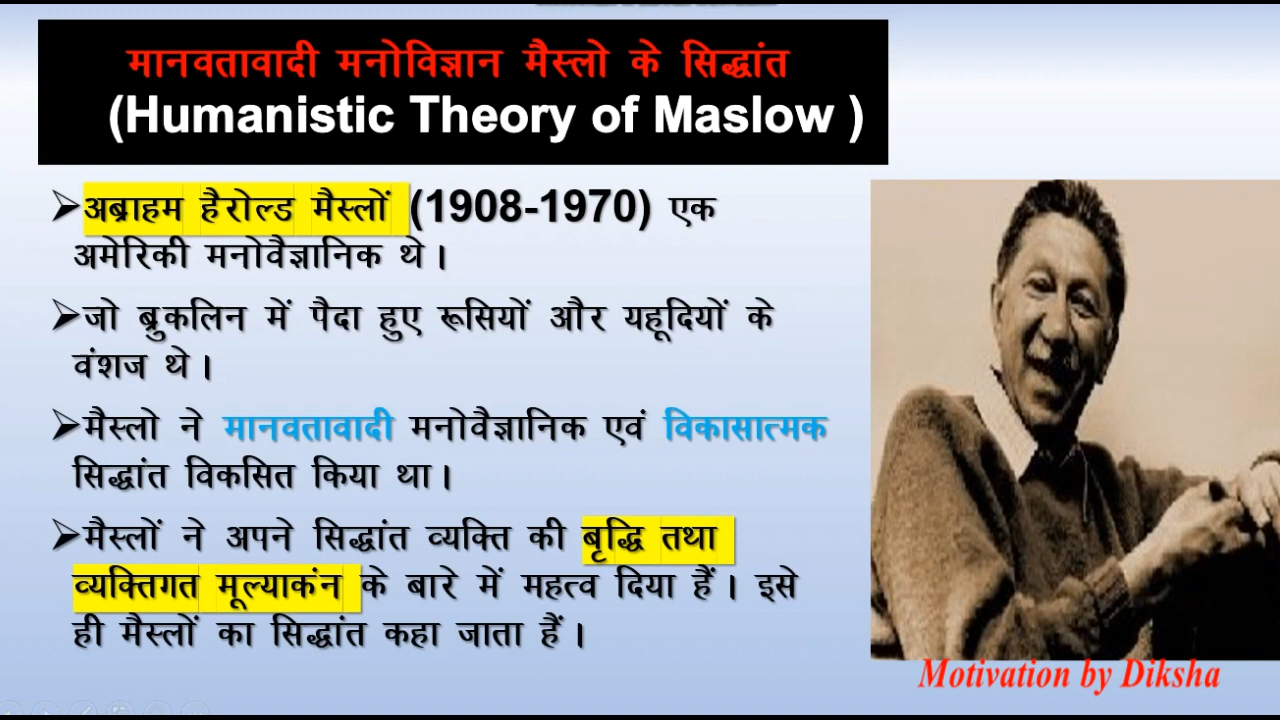 मानवतावादी मनोविज्ञान मैस्लो के सिद्धांत
(Humanistic Theory of Maslow )
➢अब्राहम हैरोल्ड मैस्लों (1908-1970) एक
अमेरिकी मनोवैज्ञानिक थे।
➢जो ब्रुकलिन में पैदा हुए रूसियों और यहूदियों के
वंशज थे।
➢मैस्लो ने मानवतावादी मनोवैज्ञानिक एवं विकासात्मक
सिद्धांत विकसित किया था।
➢मैस्लों ने अपने सिद्धांत व्यक्ति की बृद्धि तथा
व्यक्तिगत मूल्याकंन के बारे में महत्व दिया हैं। इसे
ही मैस्लों का सिद्धांत कहा जाता हैं।
Motivation by Diksha